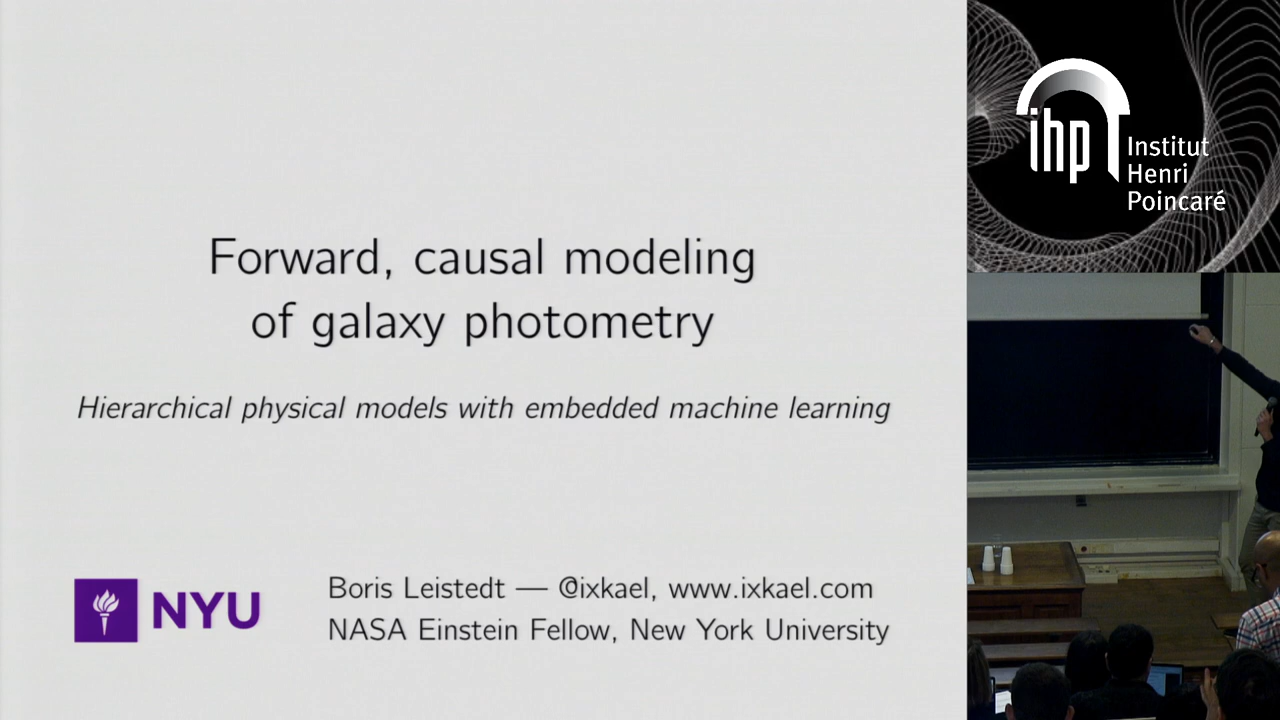 Forward, causal modeling
of galaxy photometry
Hierarchical physical models with embedded machine learning
NYU
Boris Leistedt — @ixkael, www.ixkael.com
NASA Einstein Fellow, New York University
ihp
Institut
Henri
Poincaré